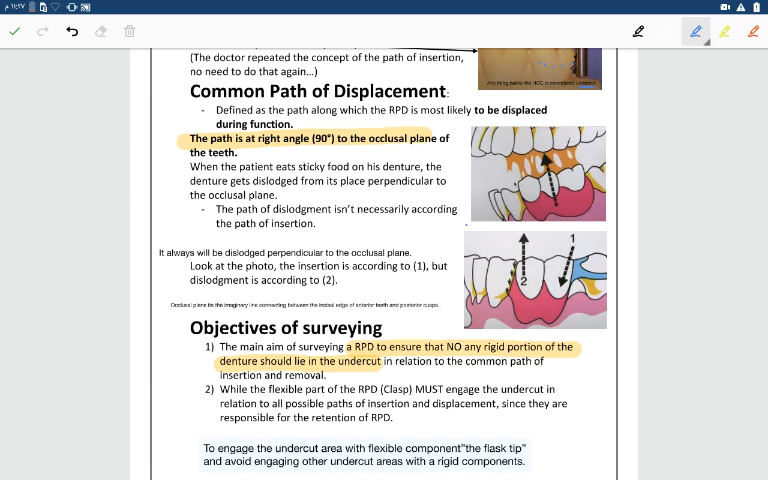 م ١١:٢٧
(The doctor repeated the concept of the path of insertion,
no need to do that again…)
Any thing below the HOC is considered undercut
Common Path of Displacement:
- Defined as the path along which the RPD is most likely to be displaced
during function.
The path is at right angle (90°) to the occlusal plane of
the teeth.
When the patient eats sticky food on his denture, the
denture gets dislodged from its place perpendicular to
the occlusal plane.
- The path of dislodgment isn't necessarily according
the path of insertion.
It always will be dislodged perpendicular to the occlusal plane.
Look at the photo, the insertion is according to (1), but
dislodgment is according to (2).
1
2
Occlusal plane its the imaginary line connecting between the incisal edge of anterior teeth and posterior cusps.
Objectives of surveying
1) The main aim of surveying a RPD to ensure that NO any rigid portion of the
denture should lie in the undercut in relation to the common path of
insertion and removal.
2) While the flexible part of the RPD (Clasp) MUST engage the undercut in
relation to all possible paths of insertion and displacement, since they are
responsible for the retention of RPD.
To engage the undercut area with flexible component"the flask tip"
and avoid engaging other undercut areas with a rigid components.